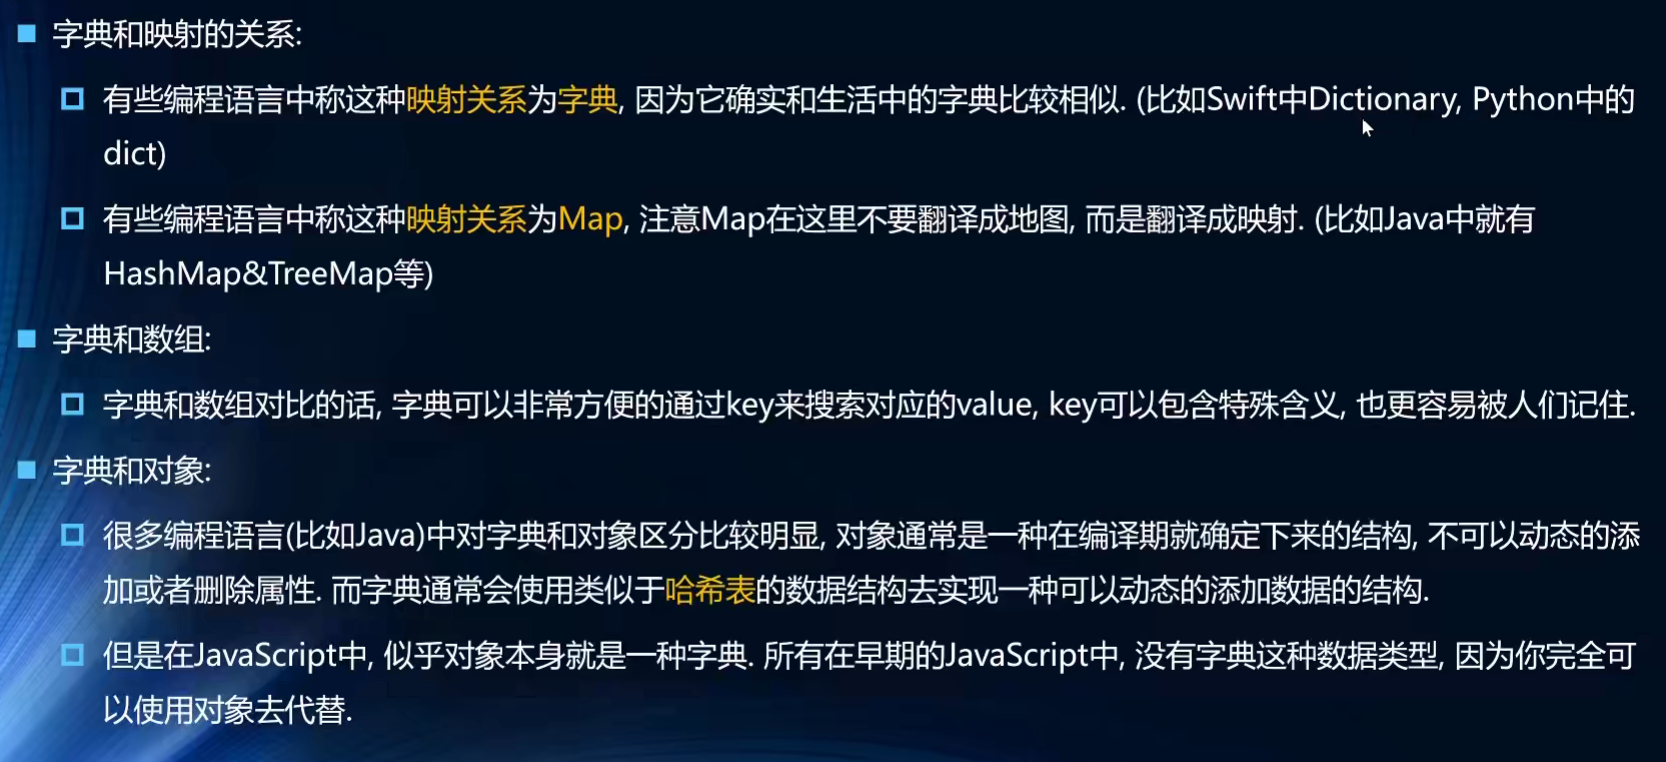 字典和映射的关系:
有些编程语言中称这种映射关系为字典, 因为它确实和生活中的字典比较相似. (比如Swift中Dictionary, Python中的
dict)
有些编程语言中称这种映射关系为Map, 注意Map在这里不要翻译成地图, 而是翻译成映射. (比如Java中就有
HashMap&TreeMap等)
字典和数组:
字典和数组对比的话, 字典可以非常方便的通过key来搜索对应的value, key可以包含特殊含义, 也更容易被人们记住.
字典和对象:
很多编程语言(比如Java)中对字典和对象区分比较明显, 对象通常是一种在编译期就确定下来的结构, 不可以动态的添
加或者删除属性. 而字典通常会使用类似于哈希表的数据结构去实现一种可以动态的添加数据的结构.
但是在JavaScript中, 似乎对象本身就是一种字典. 所有在早期的JavaScript中, 没有字典这种数据类型, 因为你完全可
以使用对象去代替.